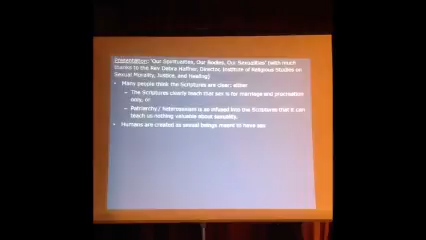 Presentation: 'Our Spiritualities, Our Bodies, Our Sexualities' (with much
thanks to the Rev Debra Haffner, Director, Institute of Religious Studies on
Sexual Morality, Justice, and healing)
• Many people think the Scriptures are clear: either
– The Scriptures clearly teach that sex is for marriage and procreation
only, or
– Patriarchy / heterosexism is so infused into the Scriptures that it can
teach us nothing valuable about sexuality.
• Humans are created as sexual beings meant to have sex